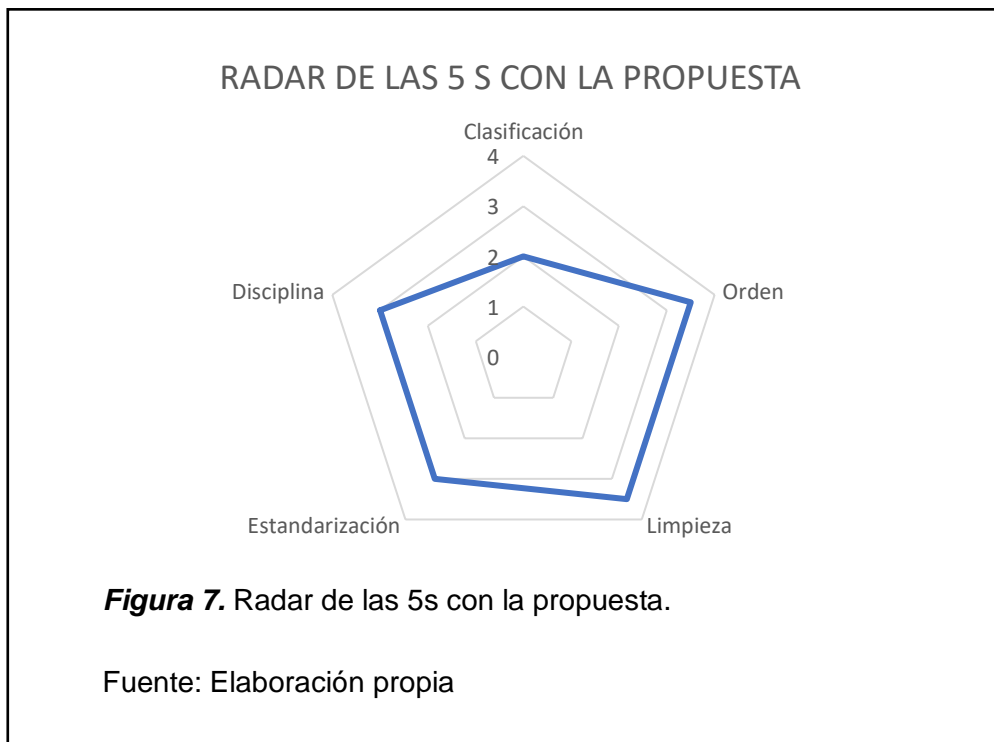 RADAR DE LAS 5 S CON LA PROPUESTA
Clasificación
4
3
2
1
0
Disciplina
Orden
Estandarización
Limpieza
Figura 7. Radar de las 5s con la propuesta.
Fuente: Elaboración propia